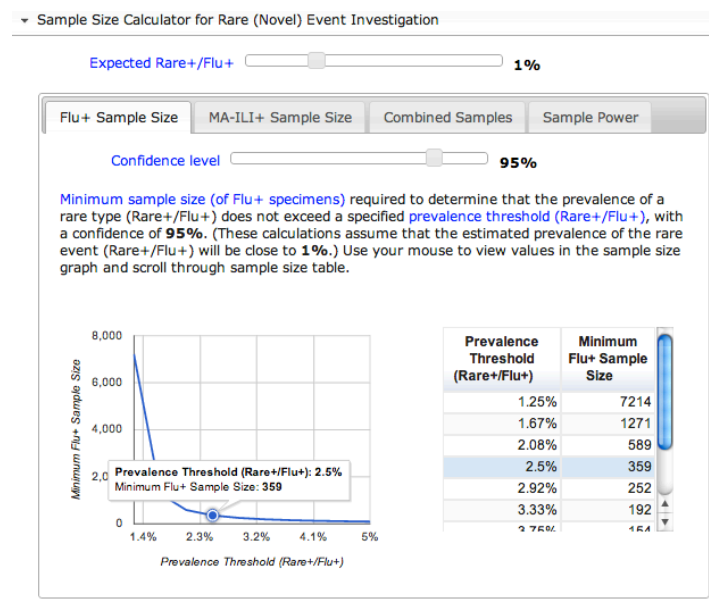 Sample Size Calculator for Rare (Novel) Event Investigation
Expected Rare+/Flu+ 1%
Flu+ Sample Size MA-ILI+ Sample Size Combined Samples Sample Power
Confidence level 95%
Minimum sample size (of Flu+ specimens) required to determine that the prevalence of a
rare type (Rare+/Flu+) does not exceed a specified prevalence threshold (Rare+/Flu+), with
a confidence of 95%. (These calculations assume that the estimated prevalence of the rare
event (Rare+/Flu+) will be close to 1%.) Use your mouse to view values in the sample size
graph and scroll through sample size table.
Minimum Flu+ Sample Size
8,000
6,000
4,000
2,0
0
Prevalence Threshold (Rare+/Flu+): 2.5%
Minimum Flu+ Sample Size: 359
1.4% 2.3% 3.2% 4.1% 5%
Prevalence Threshold (Rare+/Flu+)
Prevalence Minimum
Threshold Flu+ Sample
(Rare+/Flu+) Size
1.25% 7214
1.67% 1271
2.08% 589
2.5% 359
2.92% 252
3.33% 192
3.75% 154